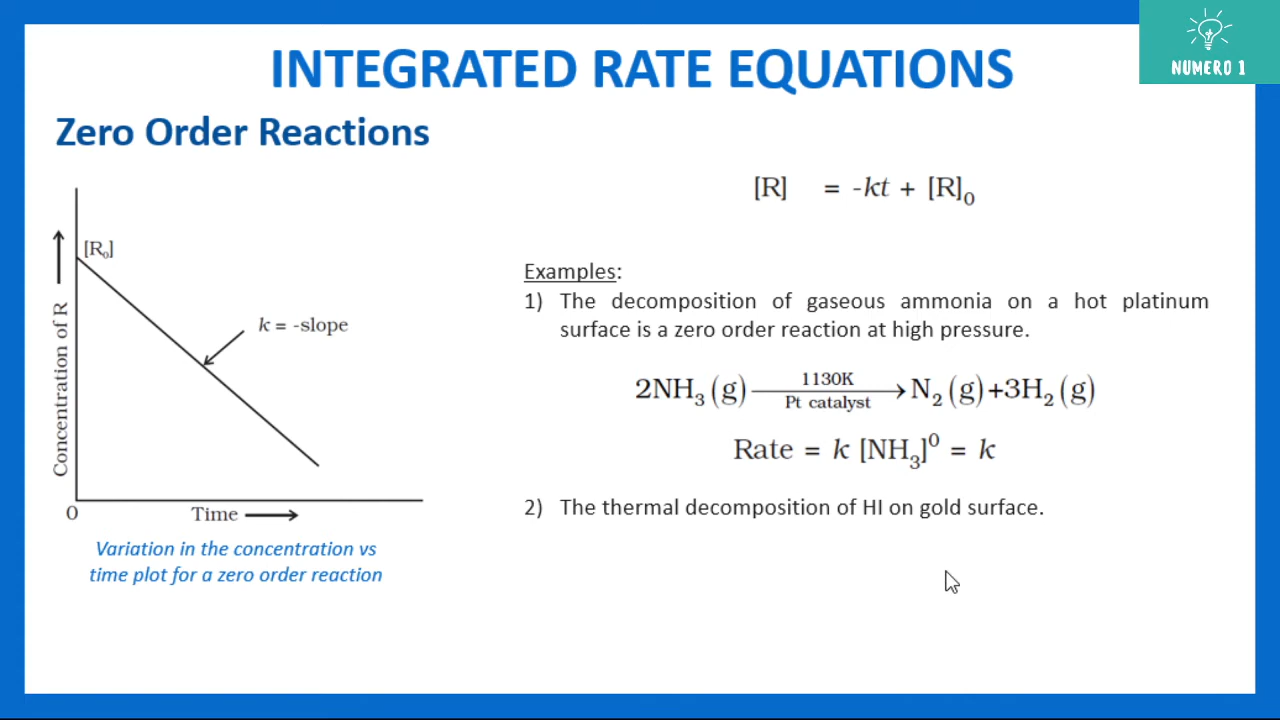 NUMERO 1
INTEGRATED RATE EQUATIONS
Zero Order Reactions
[R₀]
Concentration of R
k = -slope
0
Time
Variation in the concentration vs
time plot for a zero order reaction
[R] = -kt + [R]₀
Examples:
1) The decomposition of gaseous ammonia on a hot platinum
surface is a zero order reaction at high pressure.
1130K
2NH₃(g) ⟶ N₂(g)+3H₂(g)
Pt catalyst
Rate = k [NH₃]⁰ = k
2) The thermal decomposition of HI on gold surface.